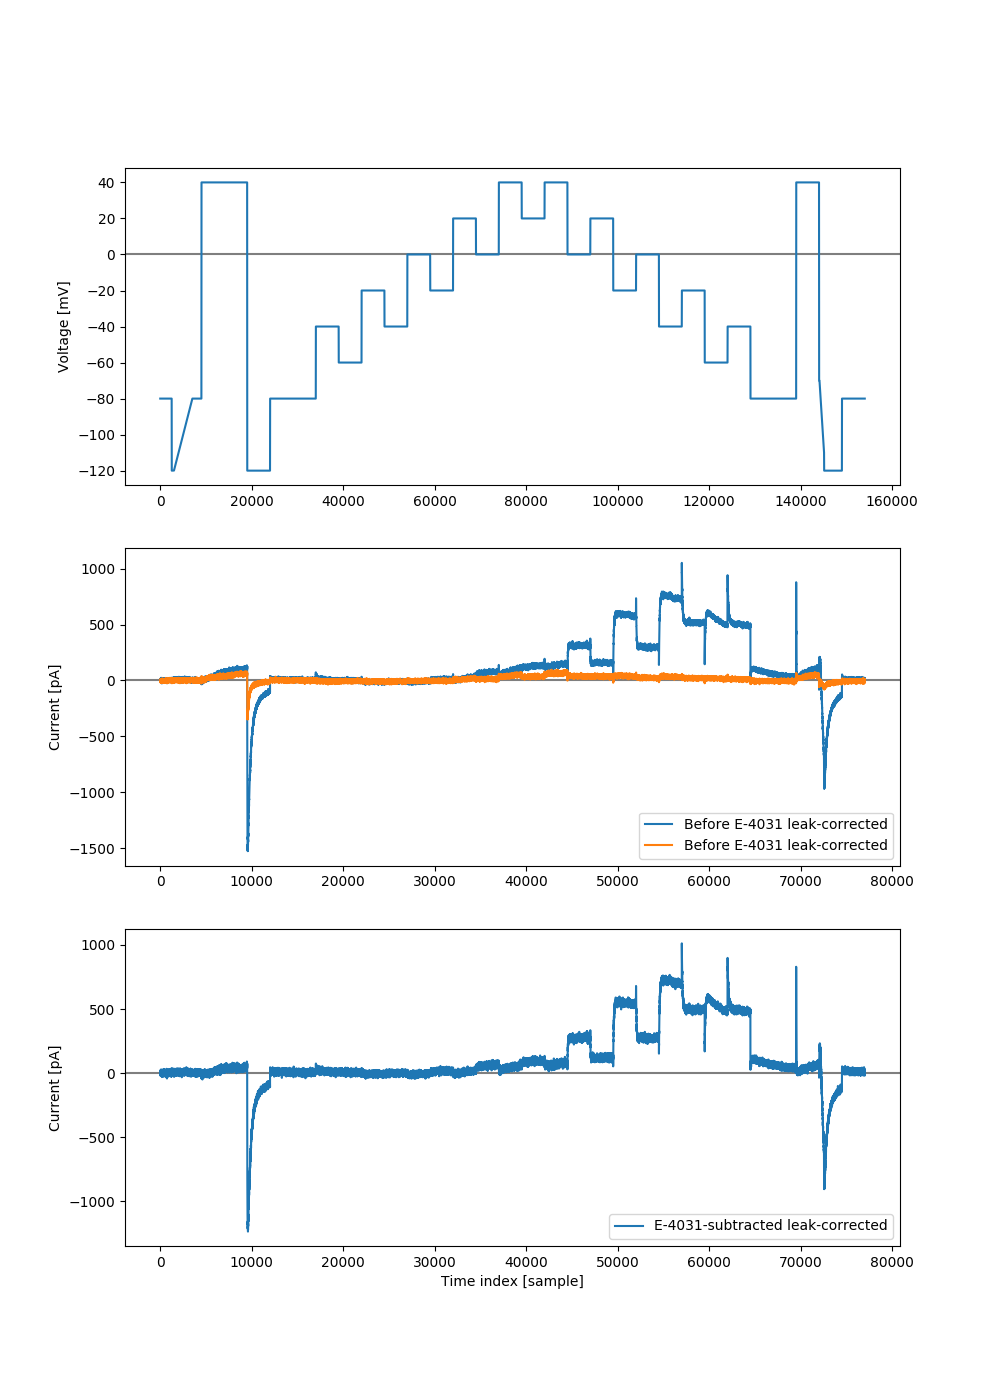 40
20
0
−20
−40
−60
−80
−100
−120
Voltage [mV]
0 20000 40000 60000 80000 100000 120000 140000 160000
1000
500
0
−500
−1000
−1500
Current [pA]
Before E-4031 leak-corrected
Before E-4031 leak-corrected
0 10000 20000 30000 40000 50000 60000 70000 80000
1000
500
0
−500
−1000
Current [pA]
E-4031-subtracted leak-corrected
0 10000 20000 30000 40000 50000 60000 70000 80000
Time index [sample]